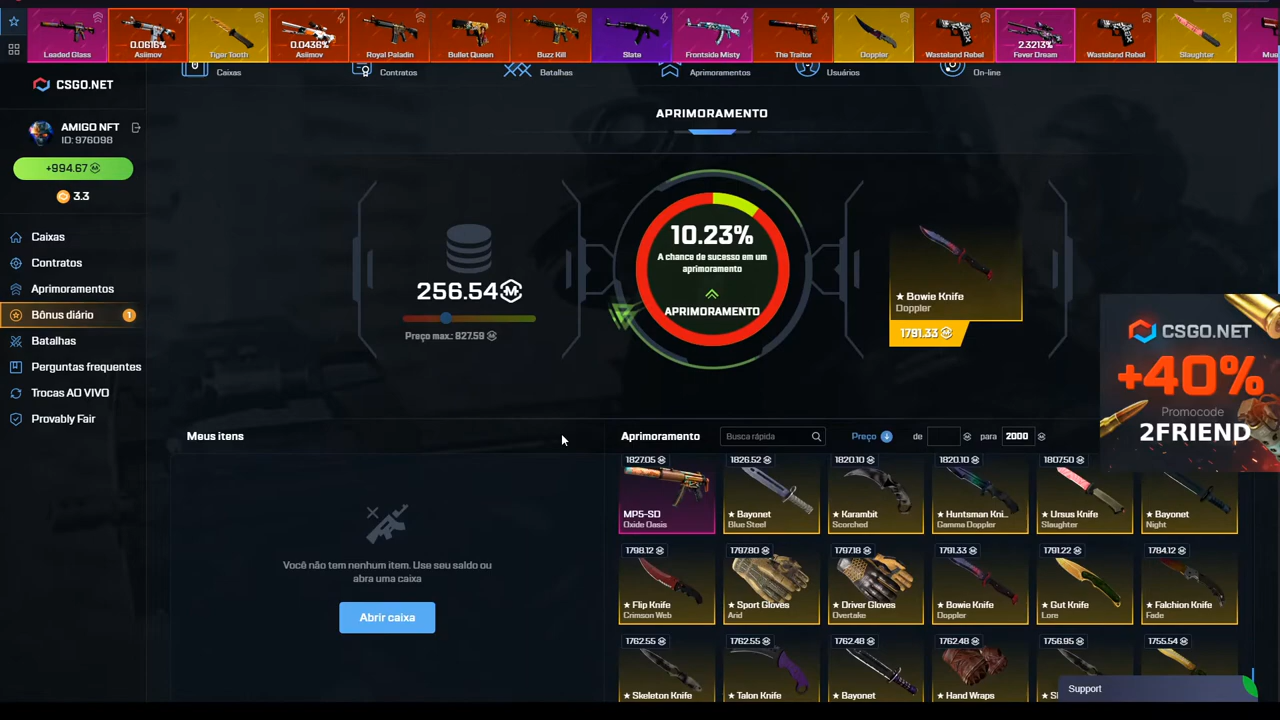 Leaded Glass
0.0616%
Asiimov
Tiger Tooth
0.0436%
Asiimov
Royale Paladin
Bullet Queen
Buzz Kill
Slate
Frontside Misty
The Traitor
Doppler
Wasteland Rebel
2.3213%
Fever Dream
Wasteland Rebel
Slaughter
CSGO.NET
Caixas
Contratos
Batalhas
Aprimoramentos
Usuários
On-line
AMIGO NFT
ID: 976098
+994.67
3.3
Caixas
Contratos
Aprimoramentos
Bônus diário
1
Batalhas
Perguntas frequentes
Trocas AO VIVO
Provably Fair
APRIMORAMENTO
256.54
Preço max.: 827.59
10.23%
A chance de sucesso em um
aprimoramento
APRIMORAMENTO
★ Bowie Knife
Doppler
1791.33
CSGO.NET
+40%
Promocode
2FRIEND
Meus itens
Você não tem nenhum item. Use seu saldo ou
abra uma caixa
Abrir caixa
Aprimoramento
Busca rápida
Preço
de
para
2000
1827.05
MP5-SD
Oxide Oasis
1826.52
★ Bayonet
Blue Steel
1820.10
★ Karambit
Scorched
1820.10
★ Huntsman Kni...
Gamma Doppler
1807.50
★ Ursus Knife
Slaughter
★ Bayonet
Night
1798.12
★ Flip Knife
Crimson Web
1797.80
★ Sport Gloves
Arid
1797.18
★ Driver Gloves
Overtake
1791.33
★ Bowie Knife
Doppler
1791.22
★ Gut Knife
Lore
1784.12
★ Falchion Knife
Fade
1762.55
★ Skeleton Knife
1762.55
★ Talon Knife
1762.48
★ Bayonet
1762.48
★ Hand Wraps
1756.95
1755.54
Support